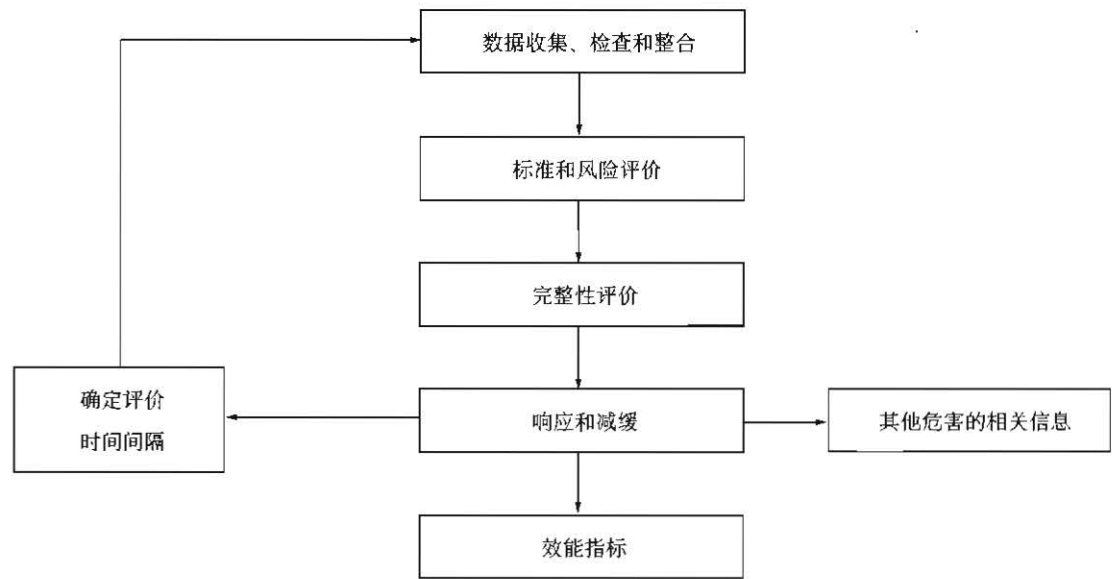 数据收集、检查和整合
标准和风险评价
完整性评价
确定评价
时间间隔
响应和减缓
其他危害的相关信息
效能指标